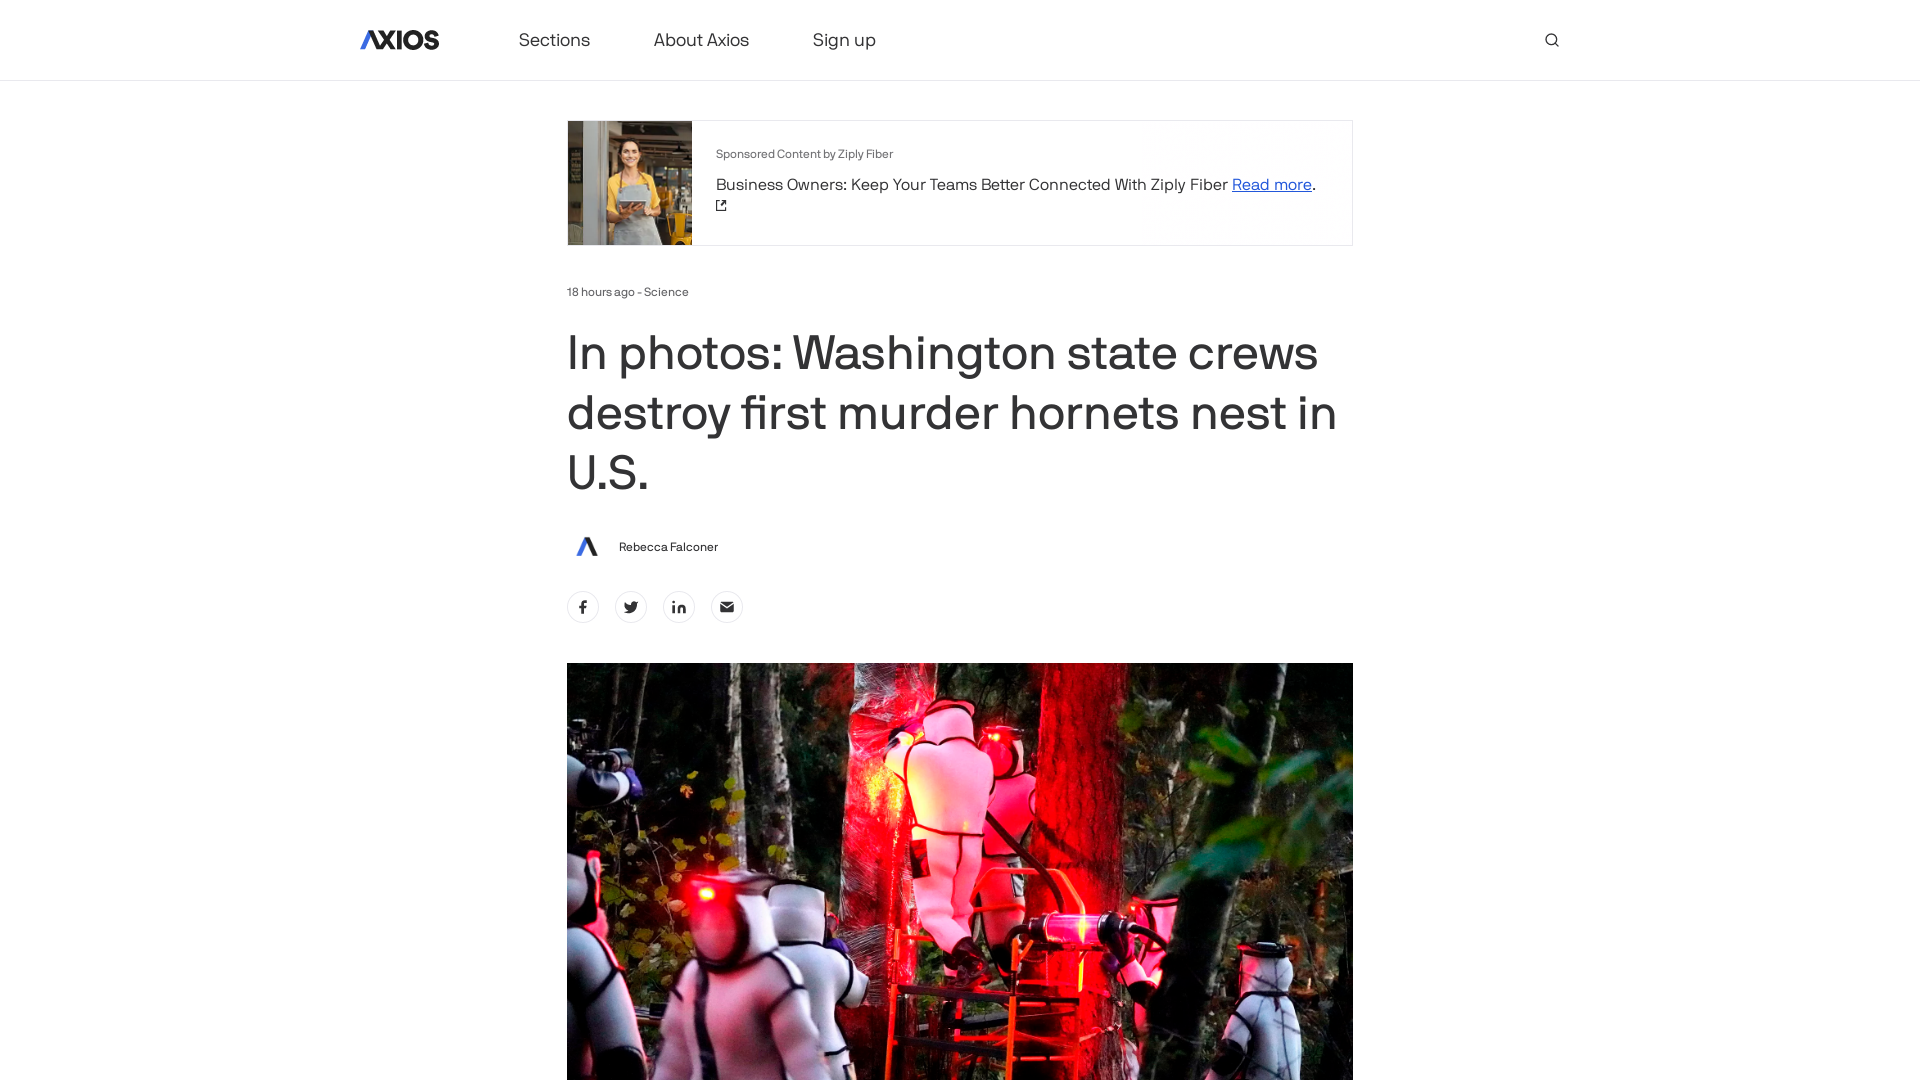 AXIOS
Sections
About Axios
Sign up
Sponsored Content by Ziply Fiber
Business Owners: Keep Your Teams Better Connected With Ziply Fiber Read more.
18 hours ago - Science
In photos: Washington state crews
destroy first murder hornets nest in
U.S.
Rebecca Falconer